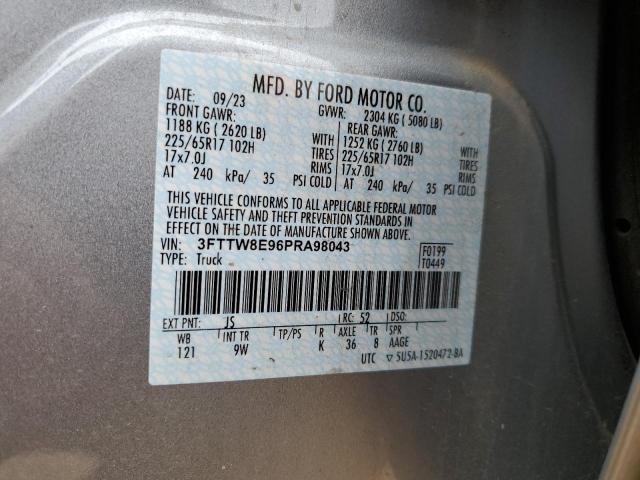 MFD. BY FORD MOTOR CO.
DATE: 09/23 GVWR: 2304 KG ( 5080 LB)
FRONT GAWR: REAR GAWR:
1188 KG ( 2620 LB) WITH 1252 KG ( 2760 LB) WITH
225/65R17 102H TIRES 225/65R17 102H TIRES
17x7.0J RIMS 17x7.0J RIMS
AT 240 kPa/ 35 PSI COLD AT 240 kPa/ 35 PSI COLD
THIS VEHICLE CONFORMS TO ALL APPLICABLE FEDERAL MOTOR
VEHICLE SAFETY AND THEFT PREVENTION STANDARDS IN
EFFECT ON THE DATE OF MANUFACTURE SHOWN ABOVE.
VIN: 3FTTW8E96PRA98043 F0199
TYPE: Truck T0449
EXT PNT: JS RC: 52 DSO:
WB INT TR TP/PS R AXLE TR SPR
121 9W K 36 8 AAGE
UTC ▽ 5U5A-1520472-BA